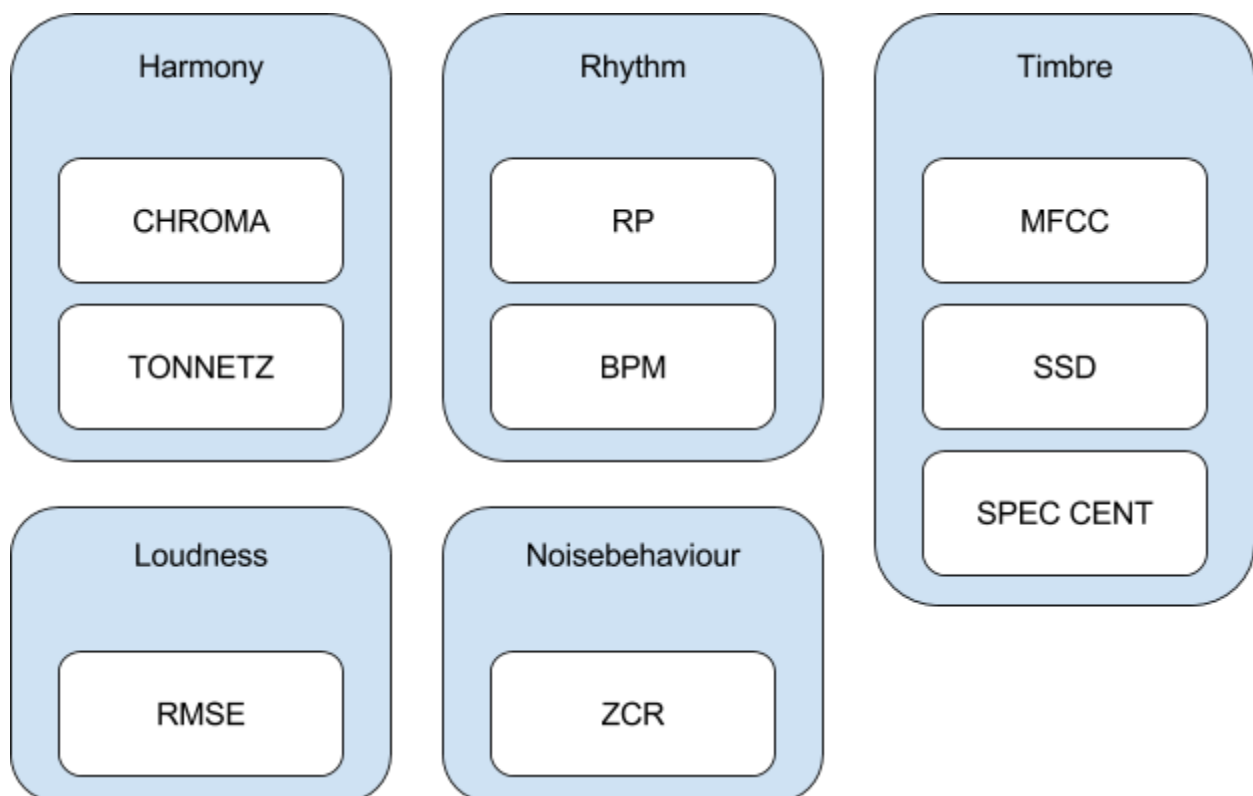 Harmony
CHROMA
TONNETZ
Rhythm
RP
BPM
Timbre
MFCC
SSD
SPEC CENT
Loudness
RMSE
Noisebehaviour
ZCR